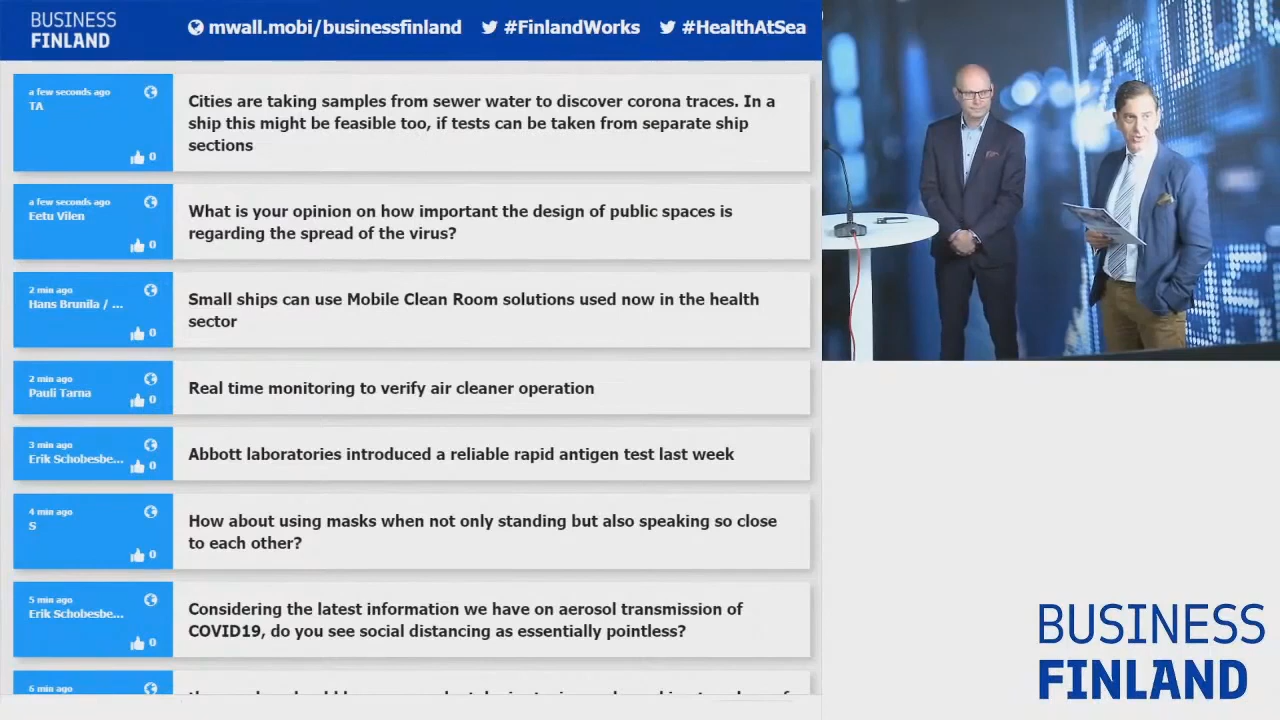 BUSINESS
FINLAND
mwall.mobi/businessfinland #FinlandWorks #HealthAtSea
a few seconds ago
TA
0
Cities are taking samples from sewer water to discover corona traces. In a
ship this might be feasible too, if tests can be taken from separate ship
sections
a few seconds ago
Eetu Vilen
0
What is your opinion on how important the design of public spaces is
regarding the spread of the virus?
2 min ago
Hans Brunila / ...
0
Small ships can use Mobile Clean Room solutions used now in the health
sector
2 min ago
Pauli Tarna
0
Real time monitoring to verify air cleaner operation
3 min ago
Erik Schobesbe...
0
Abbott laboratories introduced a reliable rapid antigen test last week
4 min ago
S
0
How about using masks when not only standing but also speaking so close
to each other?
5 min ago
Erik Schobesbe...
0
Considering the latest information we have on aerosol transmission of
COVID19, do you see social distancing as essentially pointless?
6 min ago
BUSINESS
FINLAND